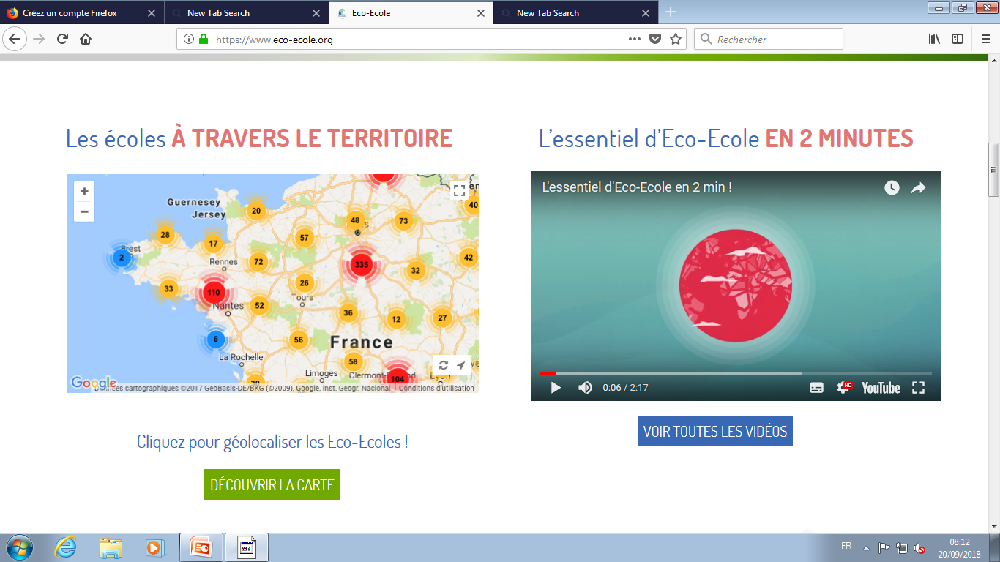 Créez un compte Firefox
New Tab Search
Eco-Ecole
New Tab Search
https://www.eco-ecole.org
Rechercher
Les écoles À TRAVERS LE TERRITOIRE
L'essentiel d'Eco-Ecole EN 2 MINUTES
Guernesey
Jersey
20
48
73
40
28
17
57
Brest
2
Rennes
72
335
32
42
33
110
26
Tours
Nantes
52
36
12
27
6
56
France
La Rochelle
58
Limoges
104
Google
Données cartographiques ©2017 GeoBasis-DE/BKG (©2009), Google, Inst. Geogr. Nacional
Conditions d'utilisation
L'essentiel d'Eco-Ecole en 2 min !
0:06 / 2:17
HD
YouTube
VOIR TOUTES LES VIDÉOS
Cliquez pour géolocaliser les Eco-Ecoles !
DÉCOUVRIR LA CARTE
FR
08:12
20/09/2018